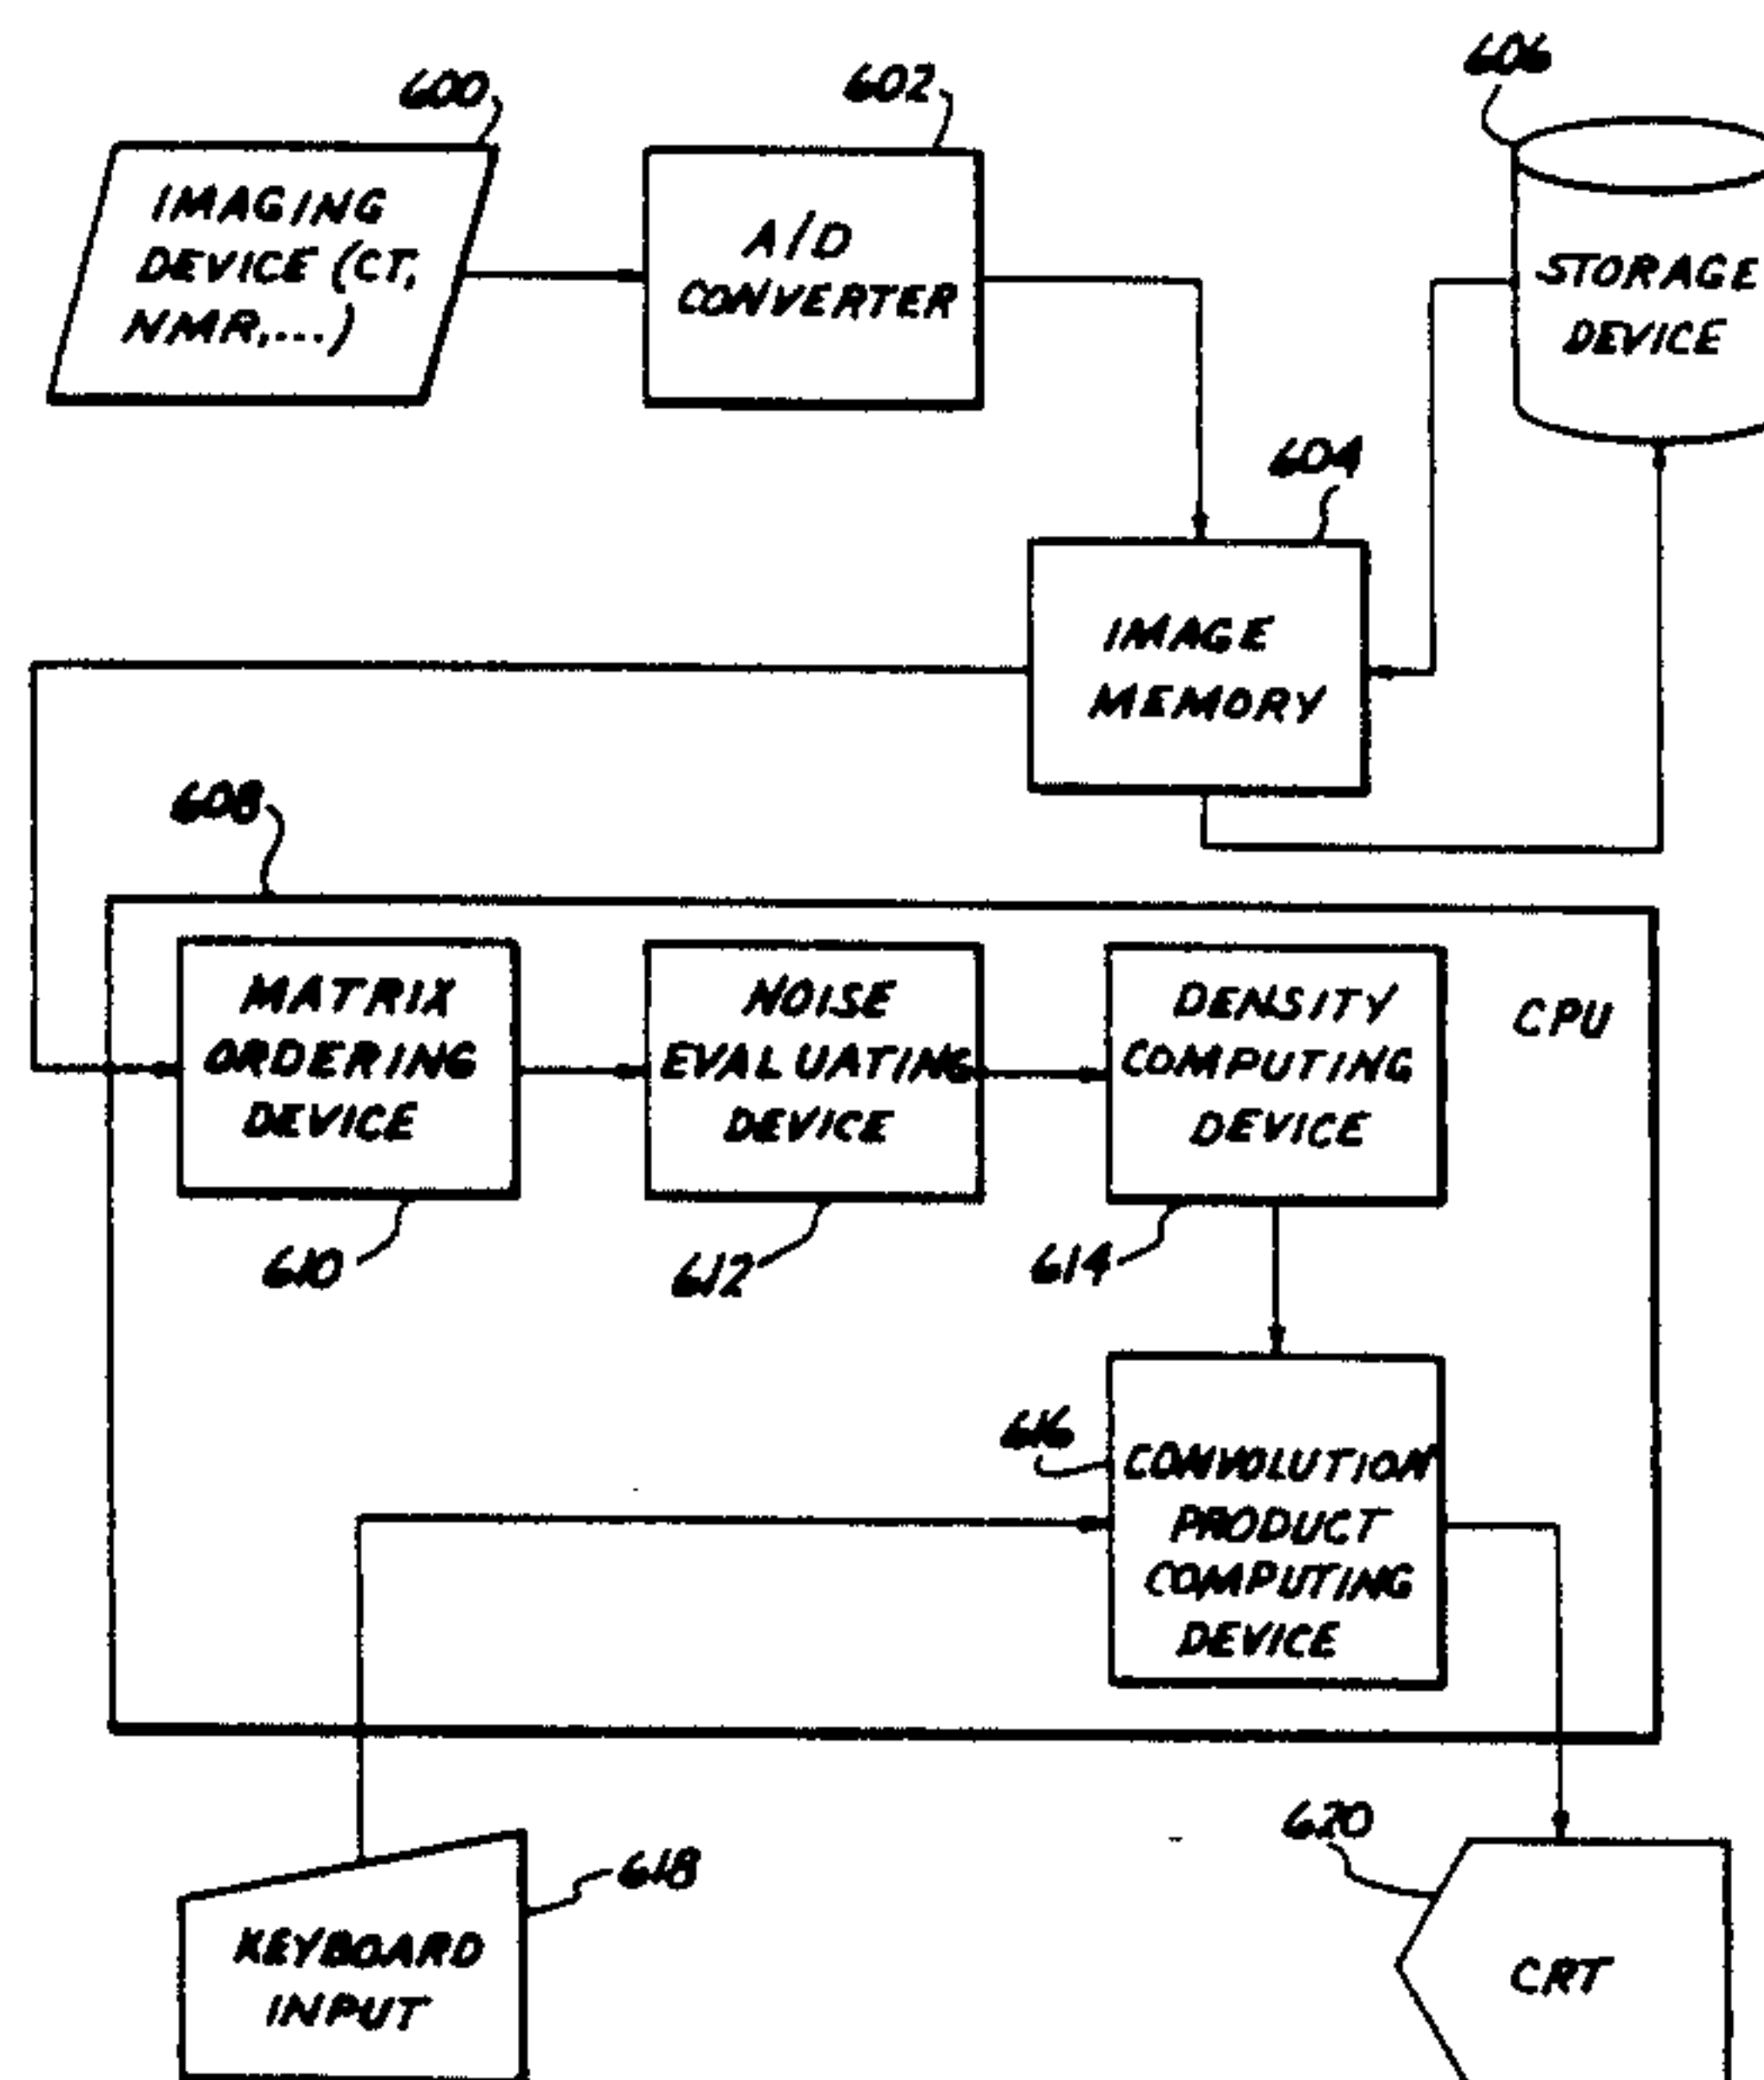 600
602
606
IMAGING
DEVICE (CT,
NMR,...)
A/D
CONVERTER
STORAGE
DEVICE
604
IMAGE
MEMORY
608
MATRIX
ORDERING
DEVICE
NOISE
EVALUATING
DEVICE
DENSITY
COMPUTING
DEVICE
CPU
610
612
614
616
CONVOLUTION
PRODUCT
COMPUTING
DEVICE
620
618
KEYBOARD
INPUT
CRT